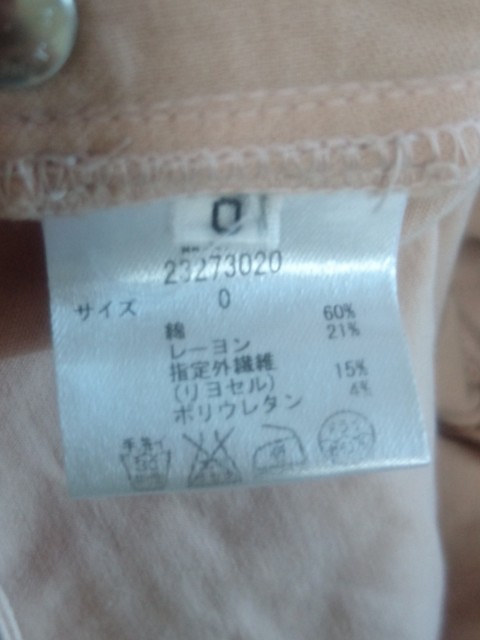 0
23273020
サイズ 0
綿 60%
レーヨン 21%
指定外繊維
(リヨセル) 15%
ポリウレタン 4%